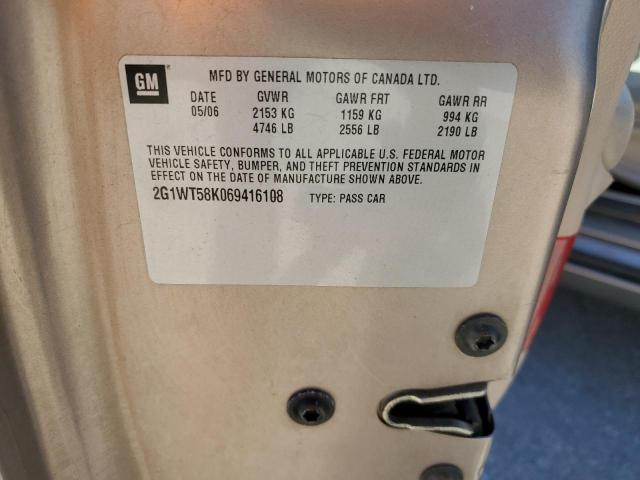 GM
MFD BY GENERAL MOTORS OF CANADA LTD.
DATE GVWR GAWR FRT GAWR RR
05/06 2153 KG 1159 KG 994 KG
4746 LB 2556 LB 2190 LB
THIS VEHICLE CONFORMS TO ALL APPLICABLE U.S. FEDERAL MOTOR
VEHICLE SAFETY, BUMPER, AND THEFT PREVENTION STANDARDS IN
EFFECT ON THE DATE OF MANUFACTURE SHOWN ABOVE.
2G1WT58K069416108 TYPE: PASS CAR